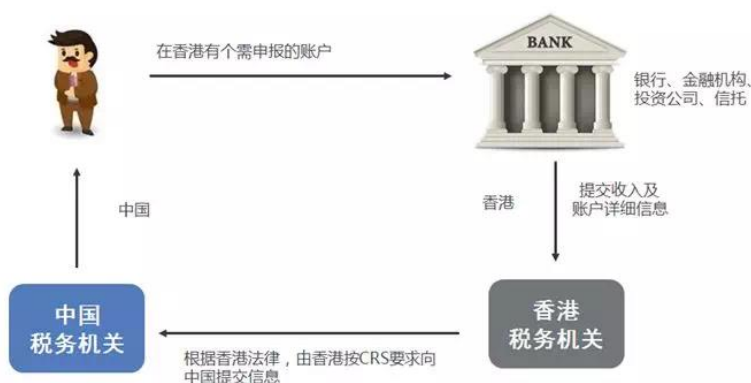 在香港有个需申报的账户
BANK
银行、金融机构、
投资公司、信托
中国
香港
提交收入及
账户详细信息
中国
税务机关
香港
税务机关
根据香港法律，由香港按CRS要求向
中国提交信息